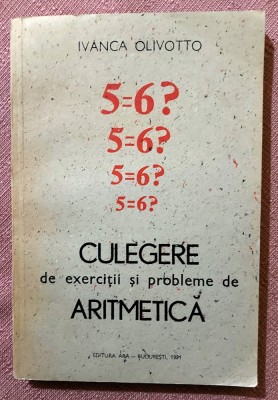 IVANCA OLIVOTTO
5=6?
5=6?
5=6?
5=6?
CULEGERE
de exerciții și probleme de
ARITMETICĂ
EDITURA ARA — BUCUREȘTI, 1991